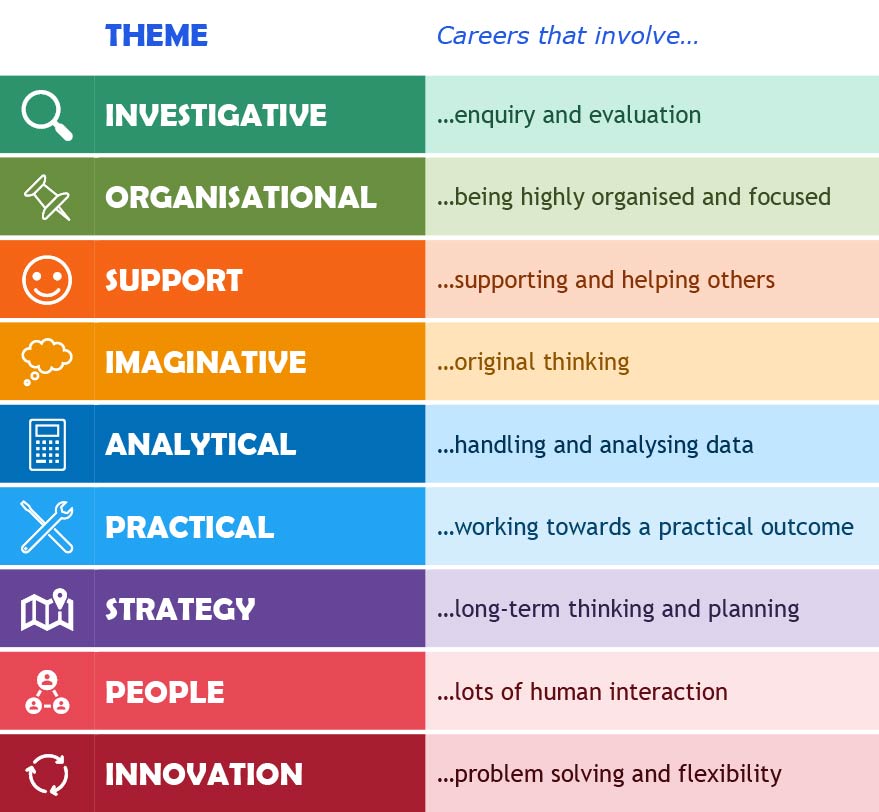 THEME Careers that involve...
INVESTIGATIVE ...enquiry and evaluation
ORGANISATIONAL ...being highly organised and focused
SUPPORT ...supporting and helping others
IMAGINATIVE ...original thinking
ANALYTICAL ...handling and analysing data
PRACTICAL ...working towards a practical outcome
STRATEGY ...long-term thinking and planning
PEOPLE ...lots of human interaction
INNOVATION ...problem solving and flexibility